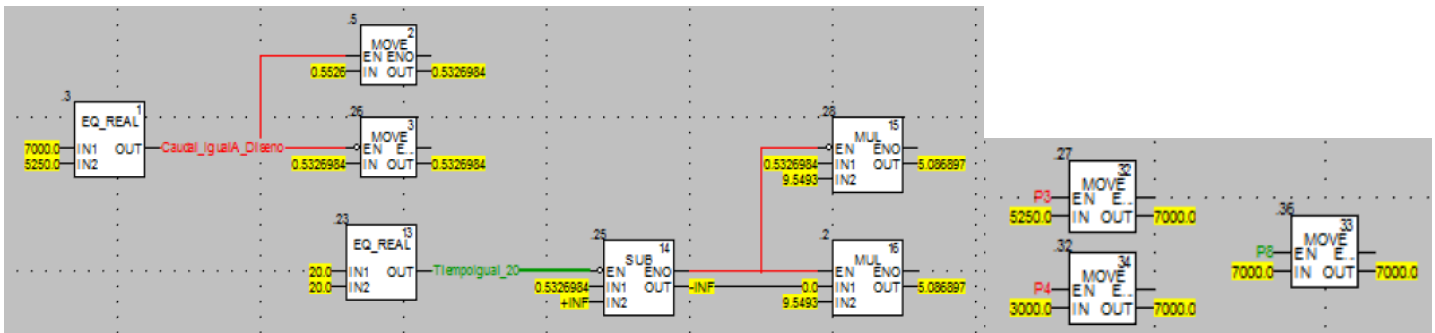 .5
2
MOVE
EN ENO
0.5526 IN OUT 0.5326984
.3
1
EQ_REAL
7000.0 IN1 OUT Caudal_IgualA_Diseno
5250.0 IN2
.26
3
MOVE
EN E..
0.5326984 IN OUT 0.5326984
.28
15
MUL
EN ENO
0.5326984 IN1 OUT 5.086897
9.5493 IN2
.23
13
EQ_REAL
20.0 IN1 OUT TiempoIgual_20
20.0 IN2
.25
14
SUB
EN ENO
0.5326984 IN1 OUT -INF
+INF IN2
.2
16
MUL
EN ENO
0.0 IN1 OUT 5.086897
9.5493 IN2
.27
32
MOVE
P3 EN E..
5250.0 IN OUT 7000.0
.32
34
MOVE
P4 EN E..
3000.0 IN OUT 7000.0
.36
33
MOVE
P8 EN E..
7000.0 IN OUT 7000.0